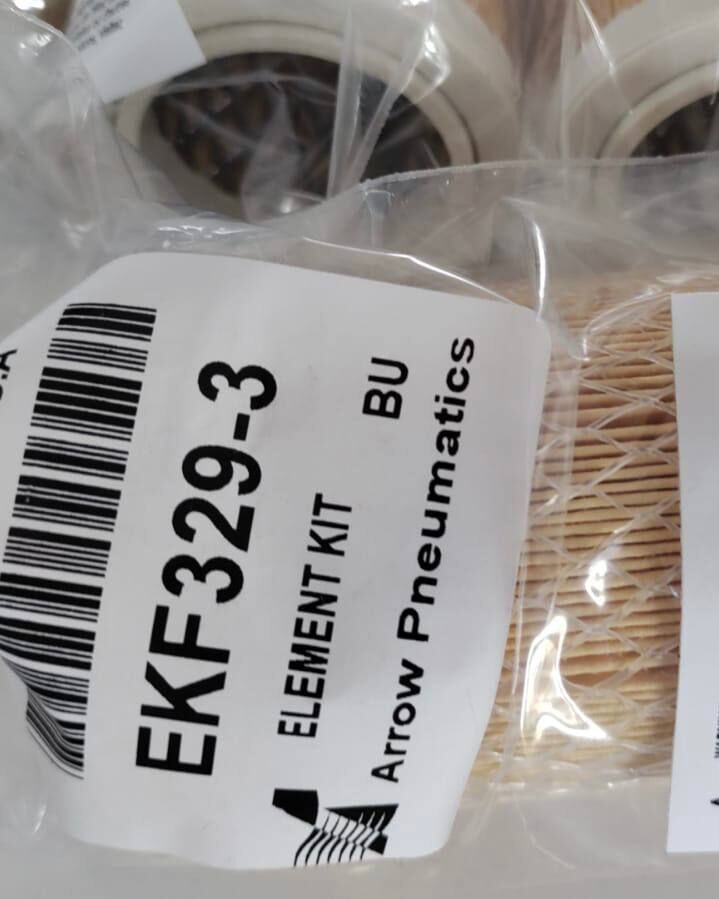 EKF329-3
ELEMENT KIT BU
Arrow Pneumatics